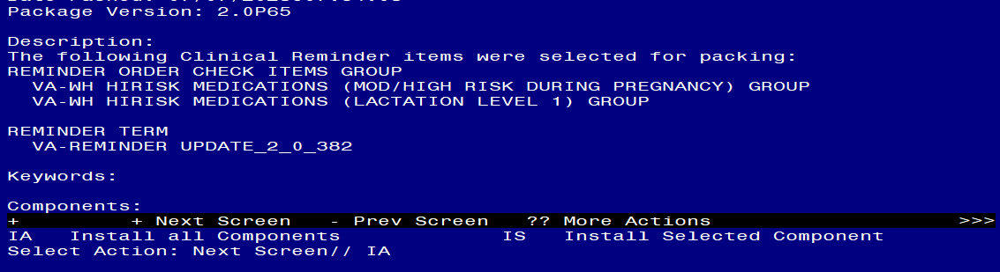 Package Version: 2.0P65
Description:
The following Clinical Reminder items were selected for packing:
REMINDER ORDER CHECK ITEMS GROUP
VA-WH HIRISK MEDICATIONS (MOD/HIGH RISK DURING PREGNANCY) GROUP
VA-WH HIRISK MEDICATIONS (LACTATION LEVEL 1) GROUP
REMINDER TERM
VA-REMINDER UPDATE_2_0_382
Keywords:
Components:
+ + Next Screen - Prev Screen ?? More Actions >>>
IA Install all Components IS Install Selected Component
Select Action: Next Screen// IA